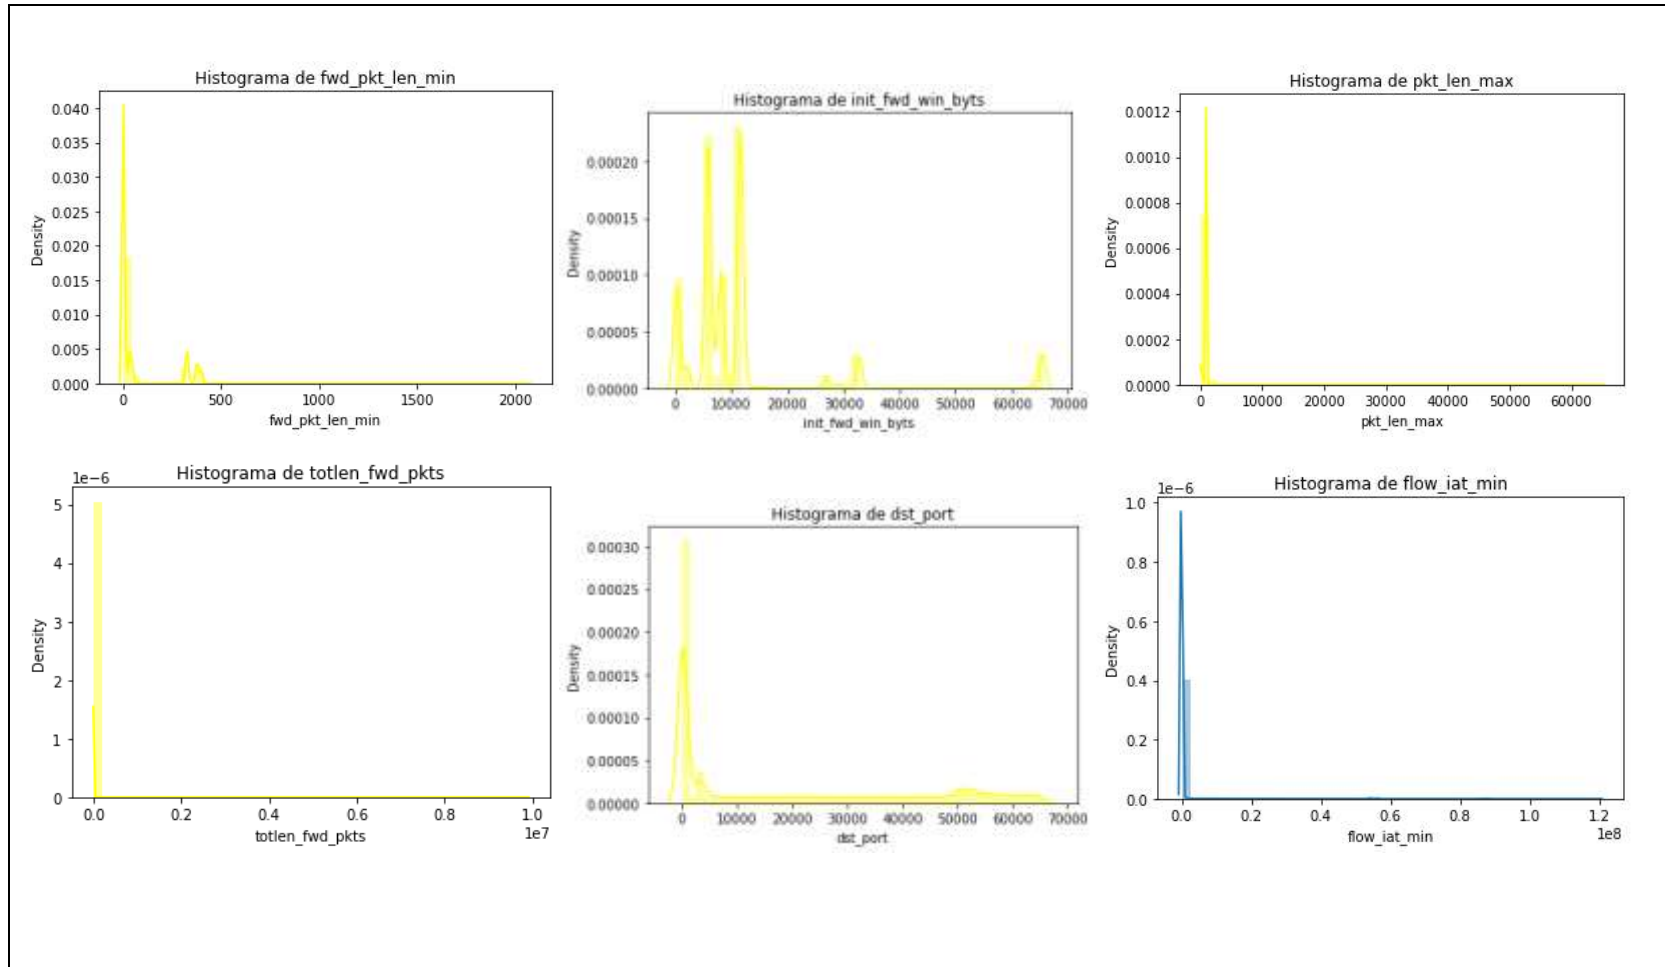 Histograma de fwd_pkt_len_min
0.040
0.035
0.030
0.025
0.020
0.015
0.010
0.005
0.000
Density
0 500 1000 1500 2000
fwd_pkt_len_min
Histograma de init_fwd_win_byts
0.00020
0.00015
0.00010
0.00005
0.00000
Density
0 10000 20000 30000 40000 50000 60000 70000
init_fwd_win_byts
Histograma de pkt_len_max
0.0012
0.0010
0.0008
0.0006
0.0004
0.0002
0.0000
Density
0 10000 20000 30000 40000 50000 60000
pkt_len_max
Histograma de totlen_fwd_pkts
1e−6
5
4
3
2
1
0
Density
0.0 0.2 0.4 0.6 0.8 1.0
1e7
totlen_fwd_pkts
Histograma de dst_port
0.00030
0.00025
0.00020
0.00015
0.00010
0.00005
0.00000
Density
0 10000 20000 30000 40000 50000 60000 70000
dst_port
Histograma de flow_iat_min
1e−6
1.0
0.8
0.6
0.4
0.2
0.0
Density
0.0 0.2 0.4 0.6 0.8 1.0 1.2
1e8
flow_iat_min